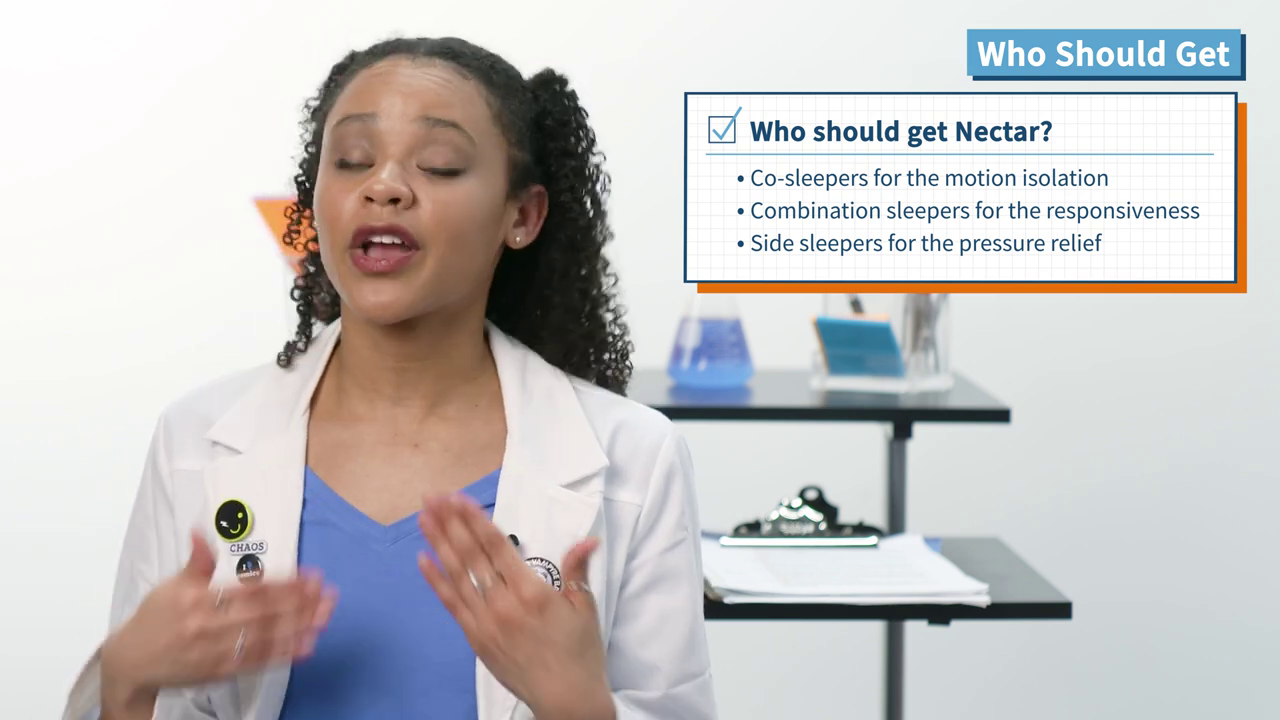 Who Should Get
Who should get Nectar?
• Co-sleepers for the motion isolation
• Combination sleepers for the responsiveness
• Side sleepers for the pressure relief
CHAOS